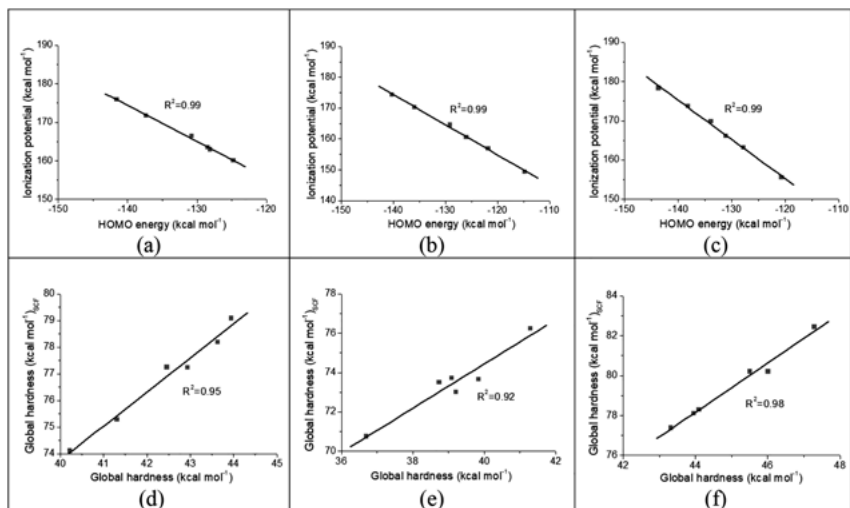 Ionization potential (kcal mol⁻¹)
190
180
170
160
150
R²=0.99
-150
-140
-130
-120
HOMO energy (kcal mol⁻¹)
(a)
Ionization potential (kcal mol⁻¹)
190
180
170
160
150
140
R²=0.99
-150
-140
-130
-120
-110
HOMO energy (kcal mol⁻¹)
(b)
Ionization potential (kcal mol⁻¹)
190
180
170
160
150
R²=0.99
-150
-140
-130
-120
-110
HOMO energy (kcal mol⁻¹)
(c)
Global hardness (kcal mol⁻¹)SCF
80
79
78
77
76
75
74
R²=0.95
40
41
42
43
44
45
Global hardness (kcal mol⁻¹)
(d)
Global hardness (kcal mol⁻¹)SCF
78
76
74
72
70
R²=0.92
36
38
40
42
Global hardness (kcal mol⁻¹)
(e)
Global hardness (kcal mol⁻¹)SCF
84
82
80
78
76
R²=0.98
42
44
46
48
Global hardness (kcal mol⁻¹)
(f)